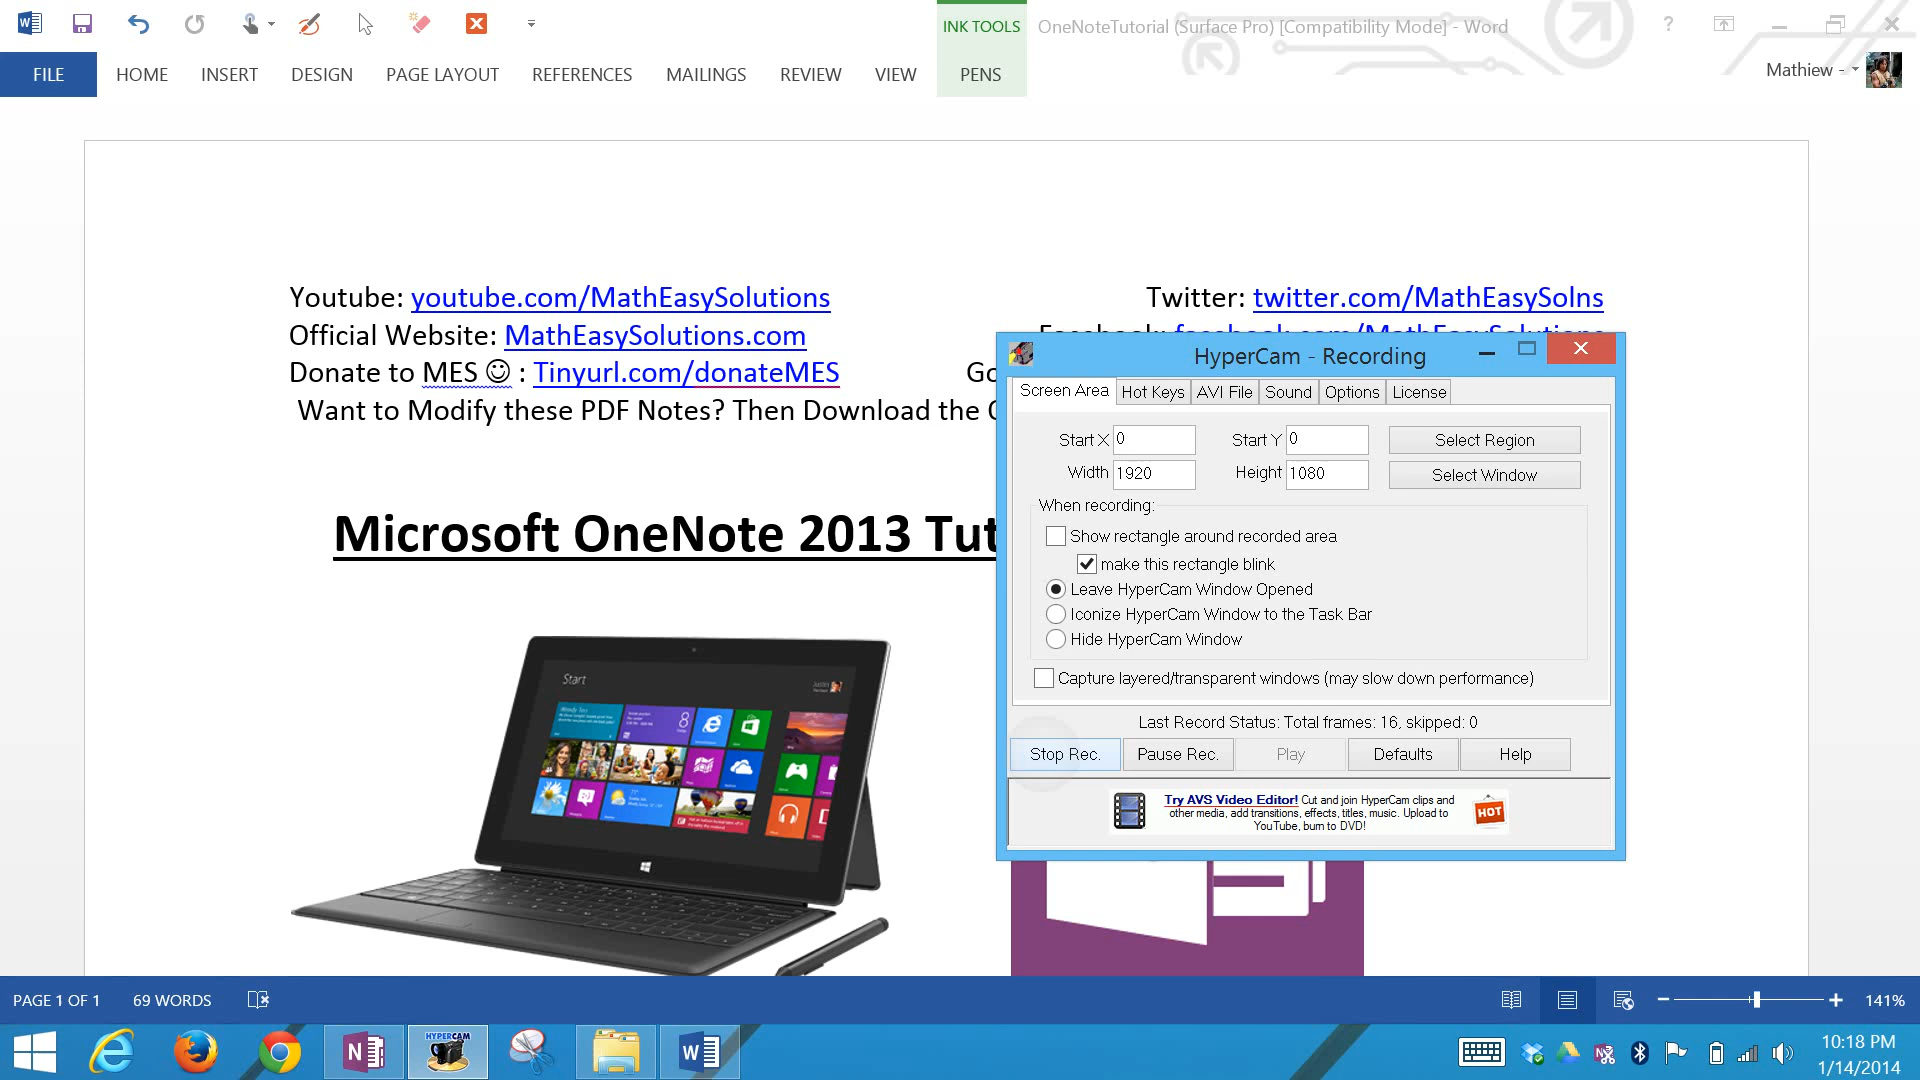 INK TOOLS
OneNoteTutorial (Surface Pro) [Compatibility Mode] - Word
FILE HOME INSERT DESIGN PAGE LAYOUT REFERENCES MAILINGS REVIEW VIEW PENS
Mathiew -
Youtube: youtube.com/MathEasySolutions
Twitter: twitter.com/MathEasySolns
Official Website: MathEasySolutions.com
Facebook: facebook.com/MathEasySolutions
Donate to MES ☺ : Tinyurl.com/donateMES
Want to Modify these PDF Notes? Then Download the
Microsoft OneNote 2013
Start
HyperCam - Recording
Screen Area Hot Keys AVI File Sound Options License
Start X 0 Start Y 0 Select Region
Width 1920 Height 1080 Select Window
When recording:
Show rectangle around recorded area
make this rectangle blink
Leave HyperCam Window Opened
Iconize HyperCam Window to the Task Bar
Hide HyperCam Window
Capture layered/transparent windows (may slow down performance)
Last Record Status: Total frames: 16, skipped: 0
Stop Rec. Pause Rec. Play Defaults Help
Try AVS Video Editor! Cut and join HyperCam clips and
other media, add transitions, effects, titles, music. Upload to
YouTube, burn to DVD!
HOT
PAGE 1 OF 1 69 WORDS
141%
HYPERCAM
10:18 PM
1/14/2014